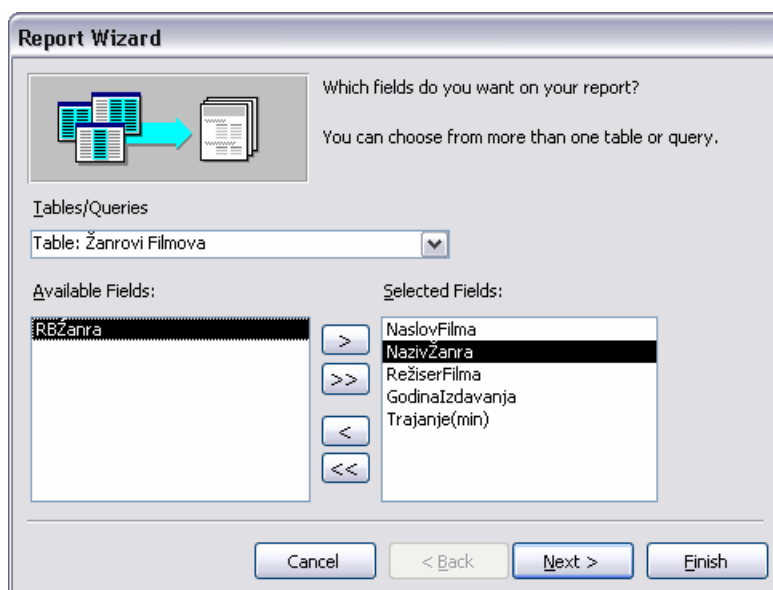 Report Wizard
Which fields do you want on your report?
You can choose from more than one table or query.
Tables/Queries
Table: Žanrovi Filmova
Available Fields:
Selected Fields:
RBŽanra
>
>>
<
<<
NaslovFilma
NazivŽanra
RežiserFilma
GodinaIzdavanja
Trajanje(min)
Cancel
< Back
Next >
Finish